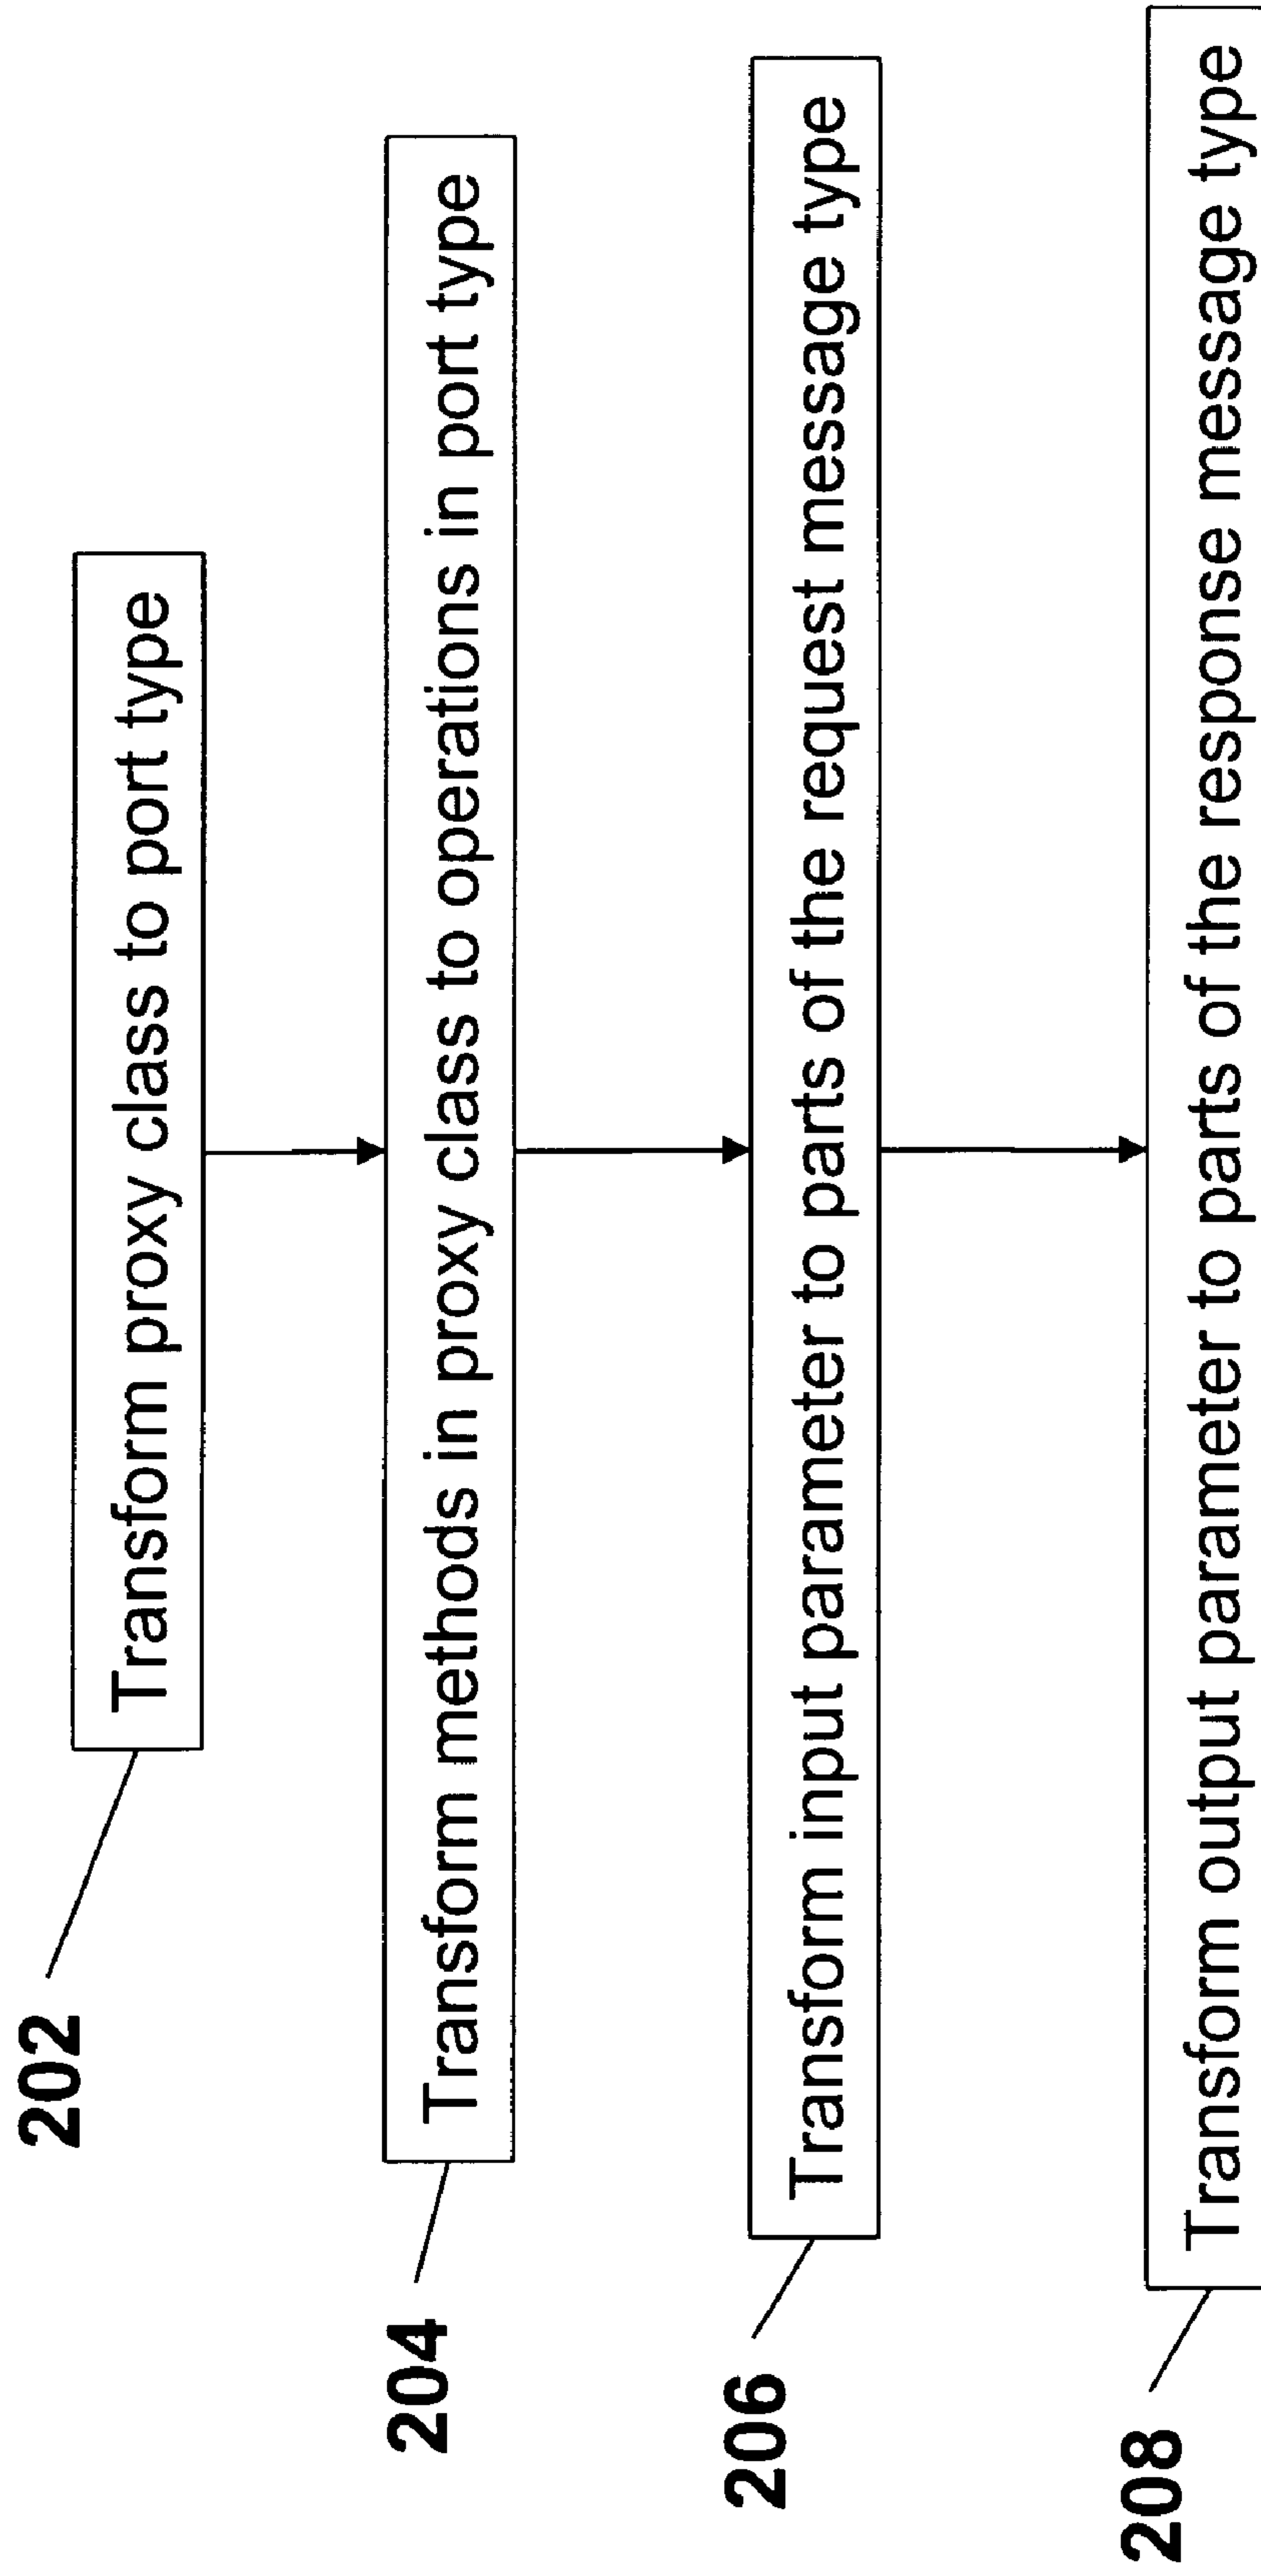 202
Transform proxy class to port type
204
Transform methods in proxy class to operations in port type
206
Transform input parameter to parts of the request message type
208
Transform output parameter to parts of the response message type